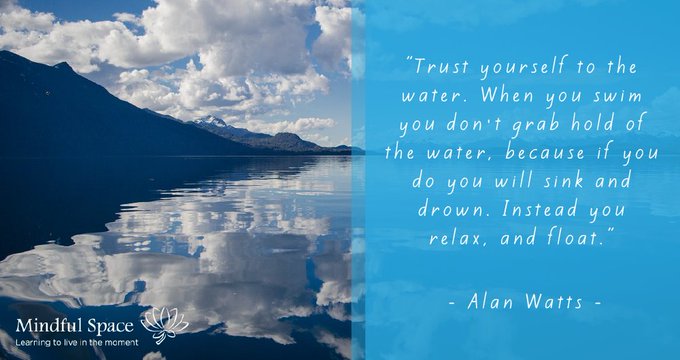 “Trust yourself to the
water. When you swim
you don't grab hold of
the water, because if you
do you will sink and
drown. Instead you
relax, and float.”
- Alan Watts -
Mindful Space
Learning to live in the moment